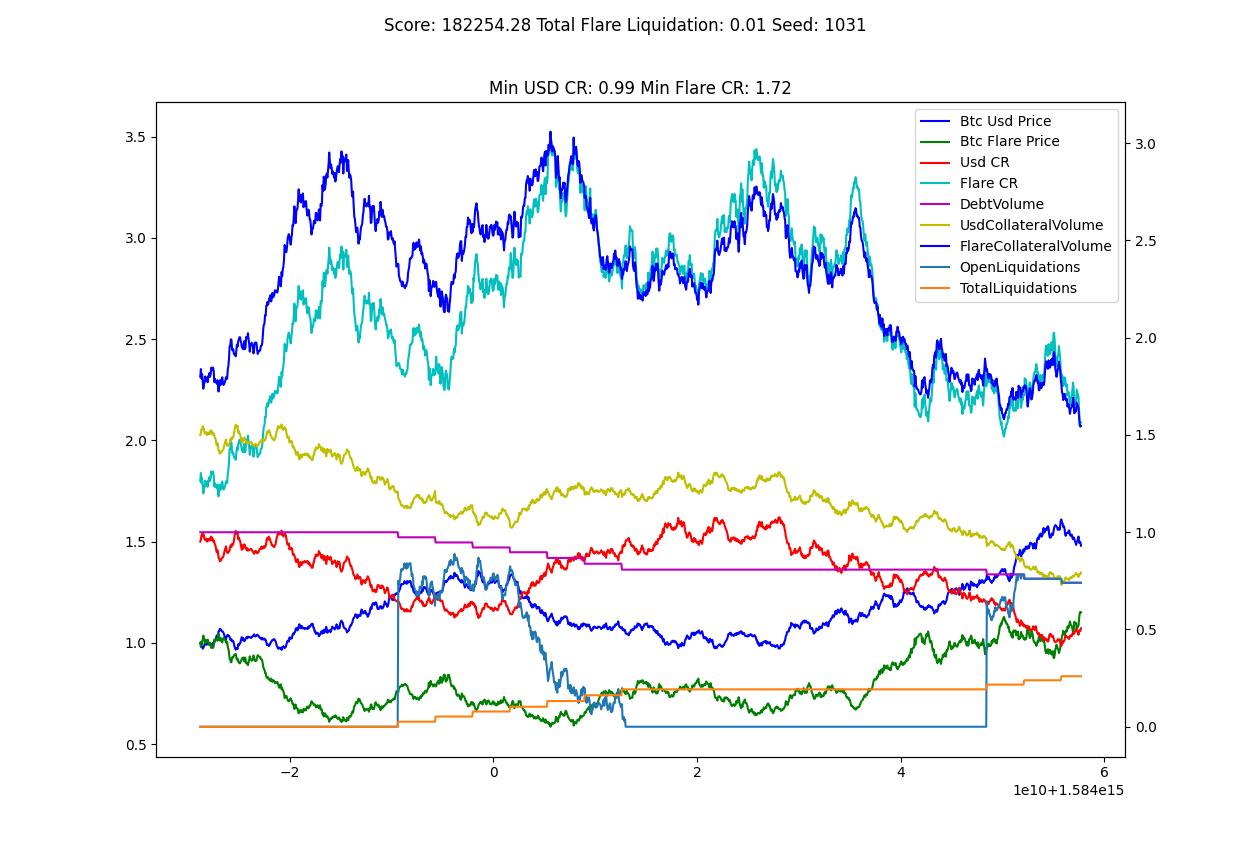 Score: 182254.28 Total Flare Liquidation: 0.01 Seed: 1031
Min USD CR: 0.99 Min Flare CR: 1.72
Btc Usd Price
Btc Flare Price
Usd CR
Flare CR
DebtVolume
UsdCollateralVolume
FlareCollateralVolume
OpenLiquidations
TotalLiquidations
3.5
3.0
2.5
2.0
1.5
1.0
0.5
3.0
2.5
2.0
1.5
1.0
0.5
0.0
−2 0 2 4 6
1e10+1.584e15